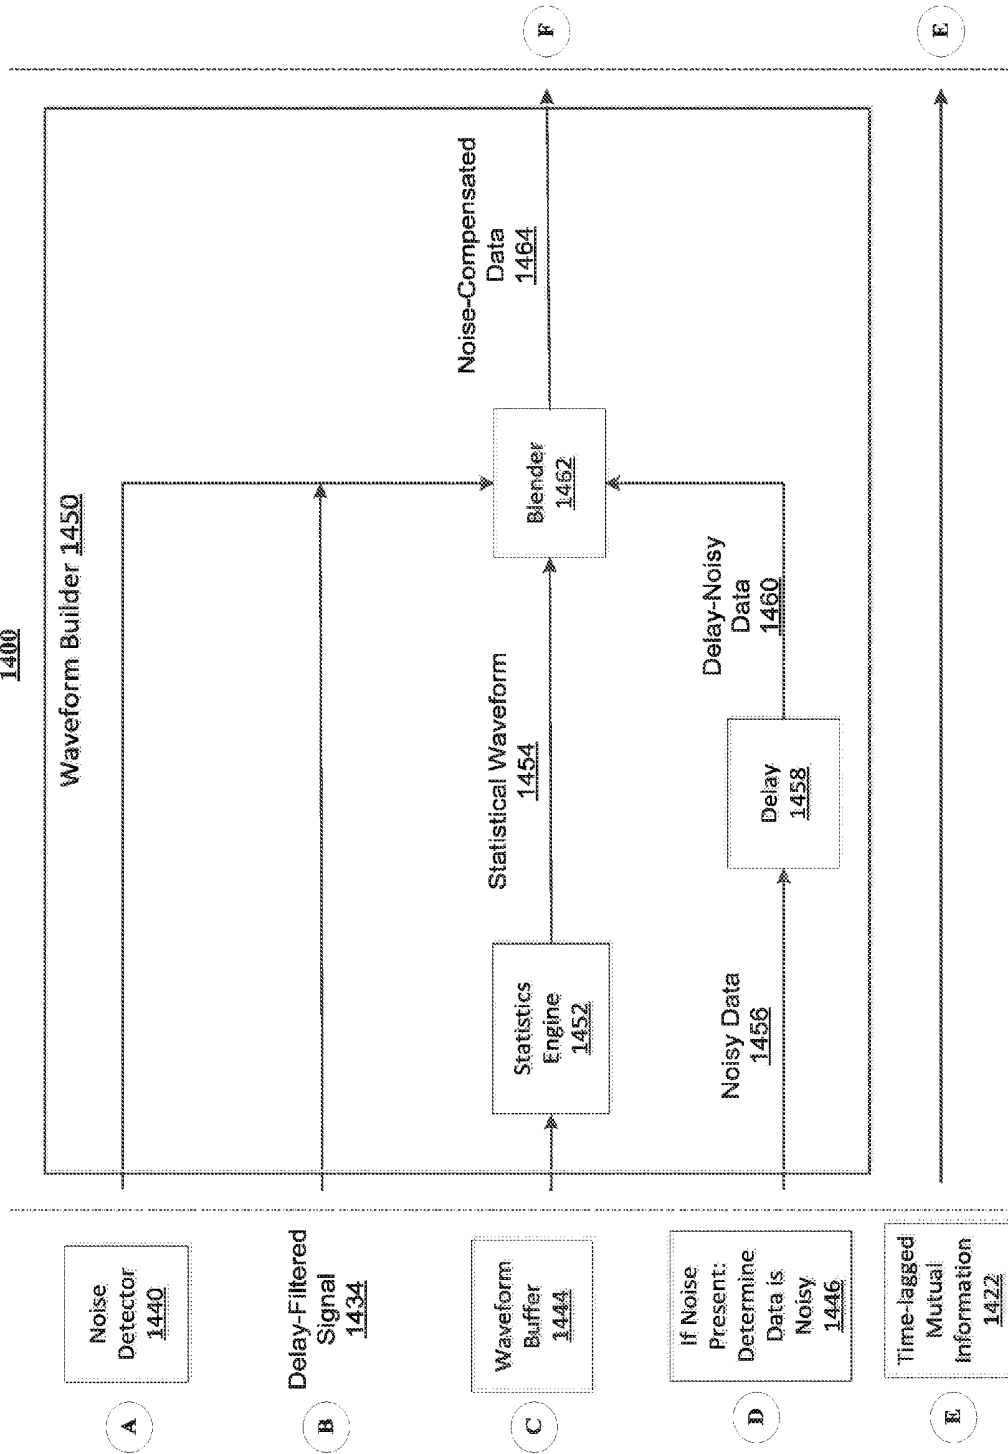 1400
Waveform Builder 1450
A
Noise
Detector
1440
B
Delay-Filtered
Signal
1434
C
Waveform
Buffer
1444
Statistics
Engine
1452
Statistical Waveform
1454
Blender
1462
Noise-Compensated
Data
1464
F
D
If Noise
Present:
Determine
Data is
Noisy
1446
Noisy Data
1456
Delay
1458
Delay-Noisy
Data
1460
E
Time-lagged
Mutual
Information
1422
E